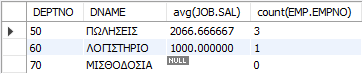 DEPTNO DNAME avg(JOB.SAL) count(EMP.EMPNO)
50 ΠΩΛΗΣΕΙΣ 2066.666667 3
60 ΛΟΓΙΣΤΗΡΙΟ 1000.000000 1
70 ΜΙΣΘΟΔΟΣΙΑ NULL 0